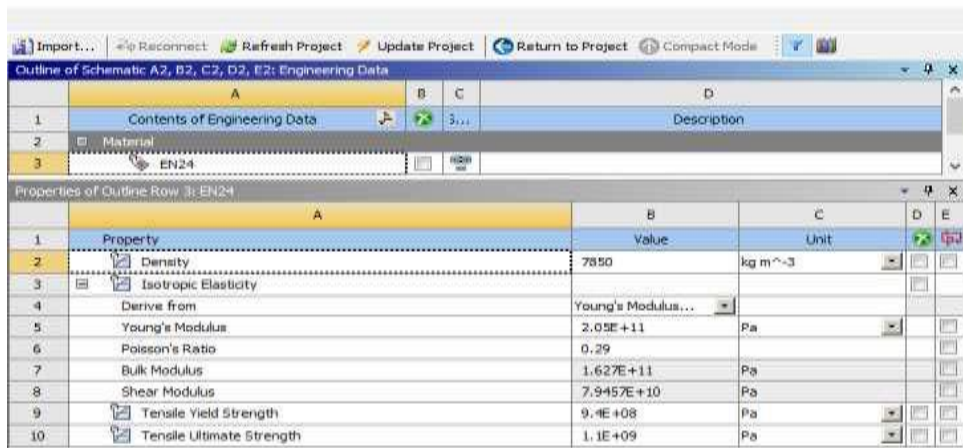 Import... Reconnect Refresh Project Update Project Return to Project Compact Mode
Outline of Schematic A2, B2, C2, D2, E2: Engineering Data
A B C D
1 Contents of Engineering Data 3... Description
2 Material
3 EN24
Properties of Outline Row 3: EN24
A B C D E
1 Property Value Unit
2 Density 7850 kg m^-3
3 Isotropic Elasticity
4 Derive from Young's Modulus...
5 Young's Modulus 2.05E+11 Pa
6 Poisson's Ratio 0.29
7 Bulk Modulus 1.627E+11 Pa
8 Shear Modulus 7.9457E+10 Pa
9 Tensile Yield Strength 9.4E+08 Pa
10 Tensile Ultimate Strength 1.1E+09 Pa